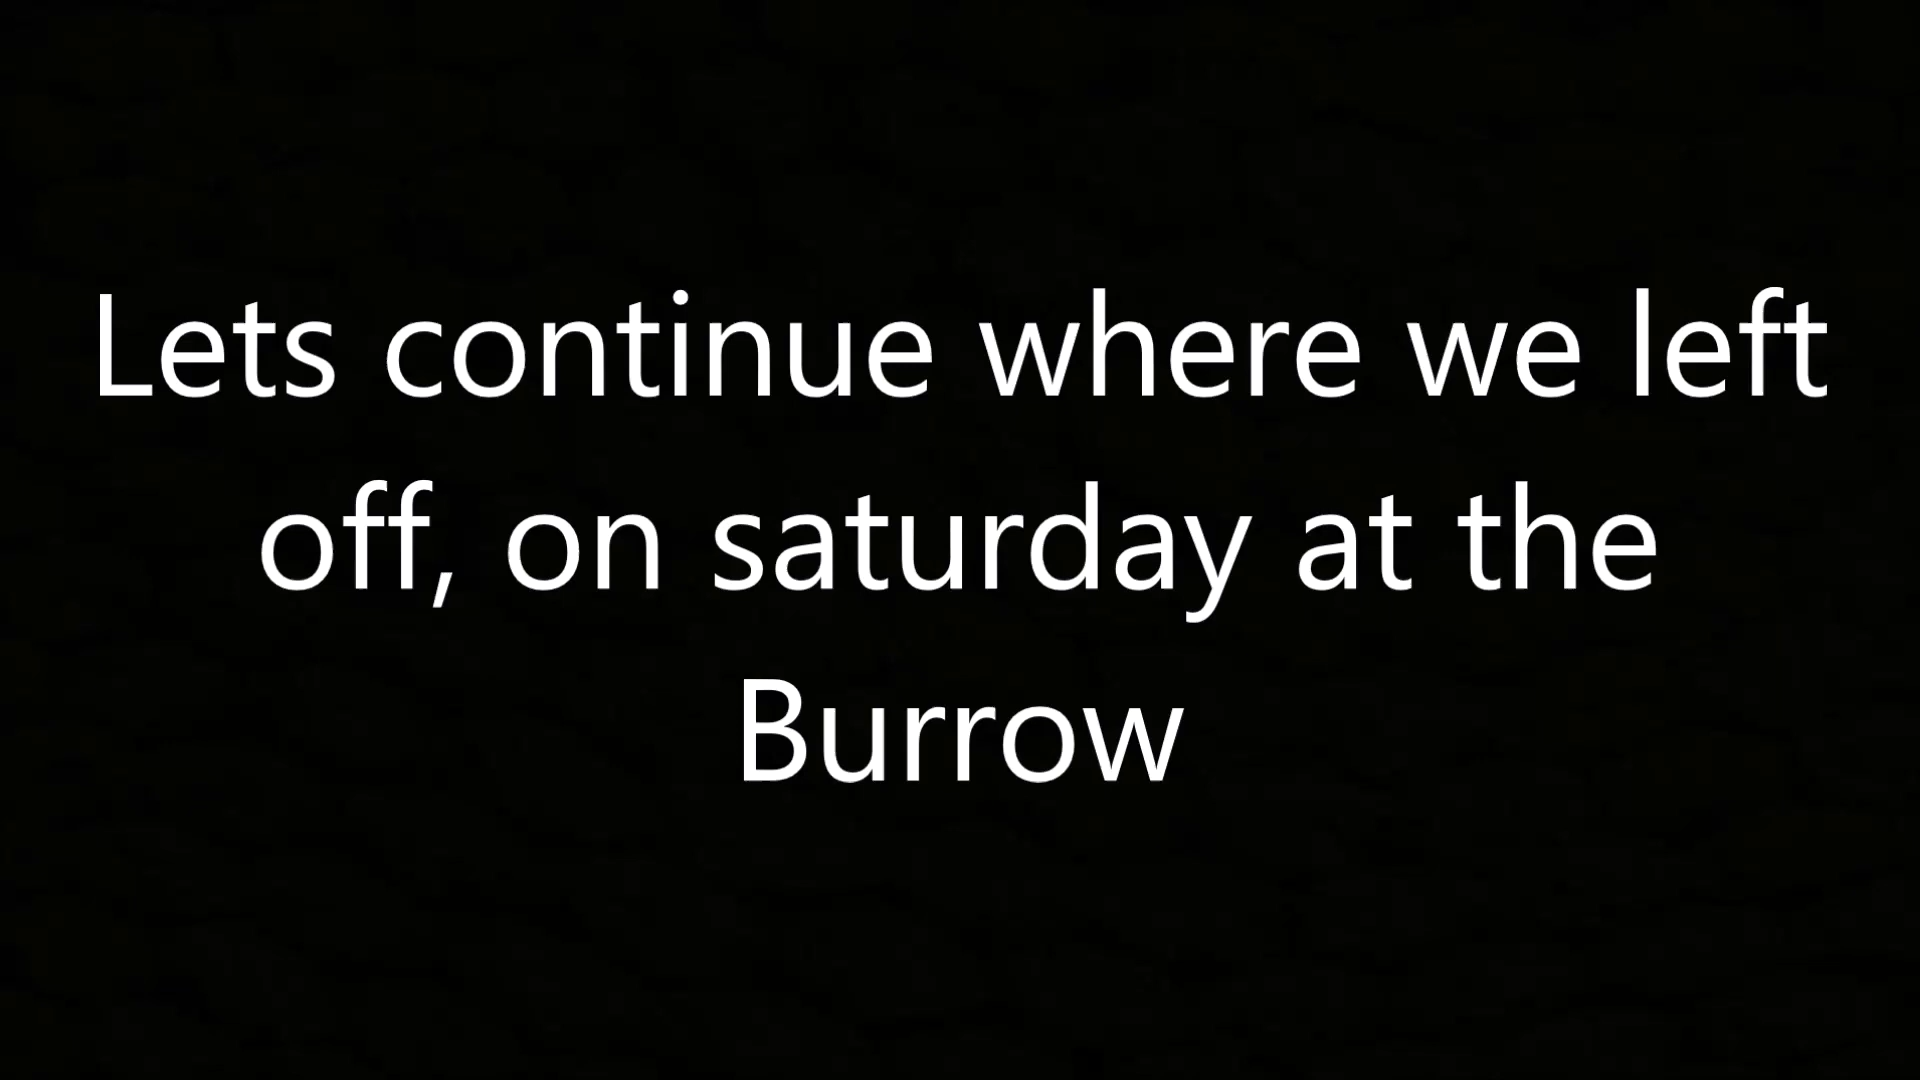 Lets continue where we left
off, on saturday at the
Burrow